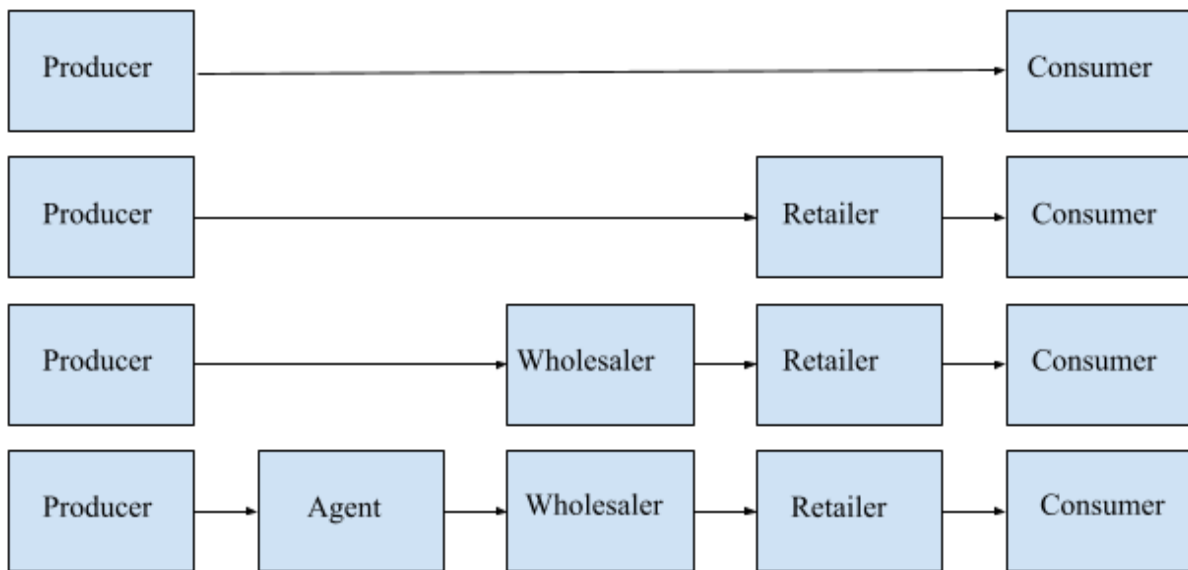 Producer Consumer
Producer Retailer Consumer
Producer Wholesaler Retailer Consumer
Producer Agent Wholesaler Retailer Consumer